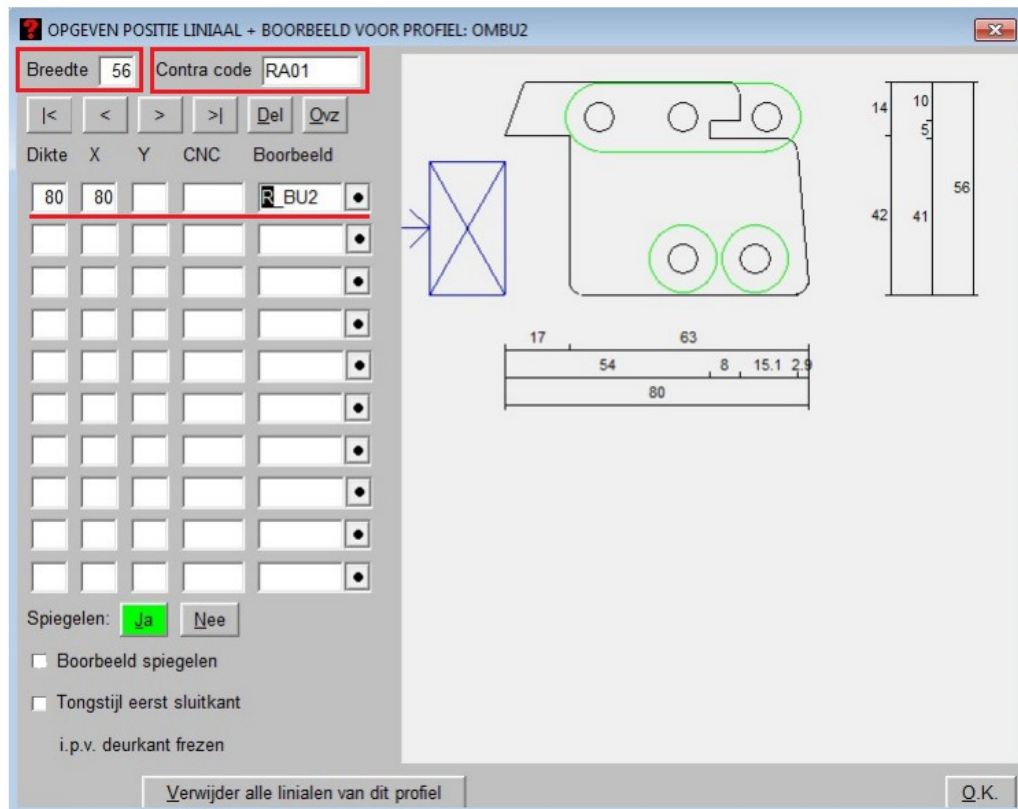 ? OPGEVEN POSITIE LINIAAL + BOORBEELD VOOR PROFIEL: OMBU2
Breedte 56 Contra code RA01
|< < > >| Del Ovz
Dikte X Y CNC Boorbeeld
80 80 R_BU2
Spiegelen: Ja Nee
Boorbeeld spiegelen
Tongstijl eerst sluitkant
i.p.v. deurkant frezen
Verwijder alle linialen van dit profiel
O.K.
14 10
5
56
42 41
17 63
54 8 15.1 2.9
80